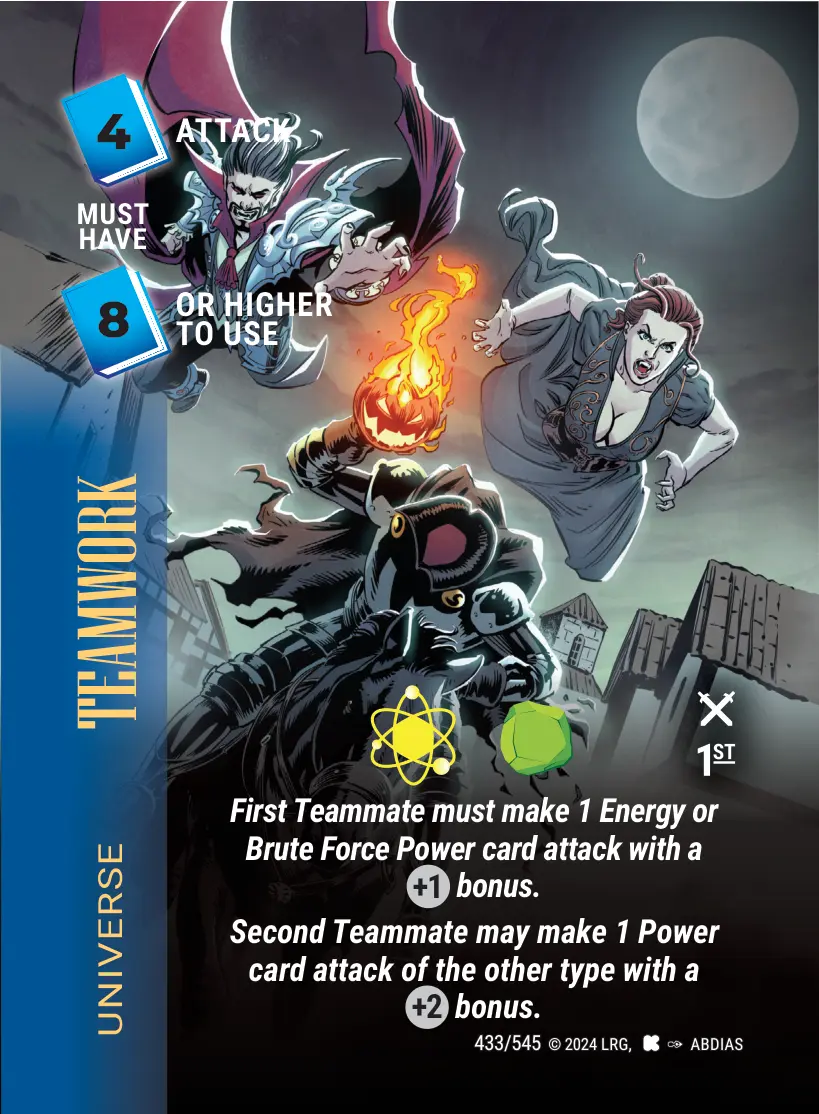 4 ATTACK
MUST
HAVE
8 OR HIGHER
TO USE
TEAMWORK
UNIVERSE
1ST
First Teammate must make 1 Energy or
Brute Force Power card attack with a
+1 bonus.
Second Teammate may make 1 Power
card attack of the other type with a
+2 bonus.
433/545 © 2024 LRG, ABDIAS